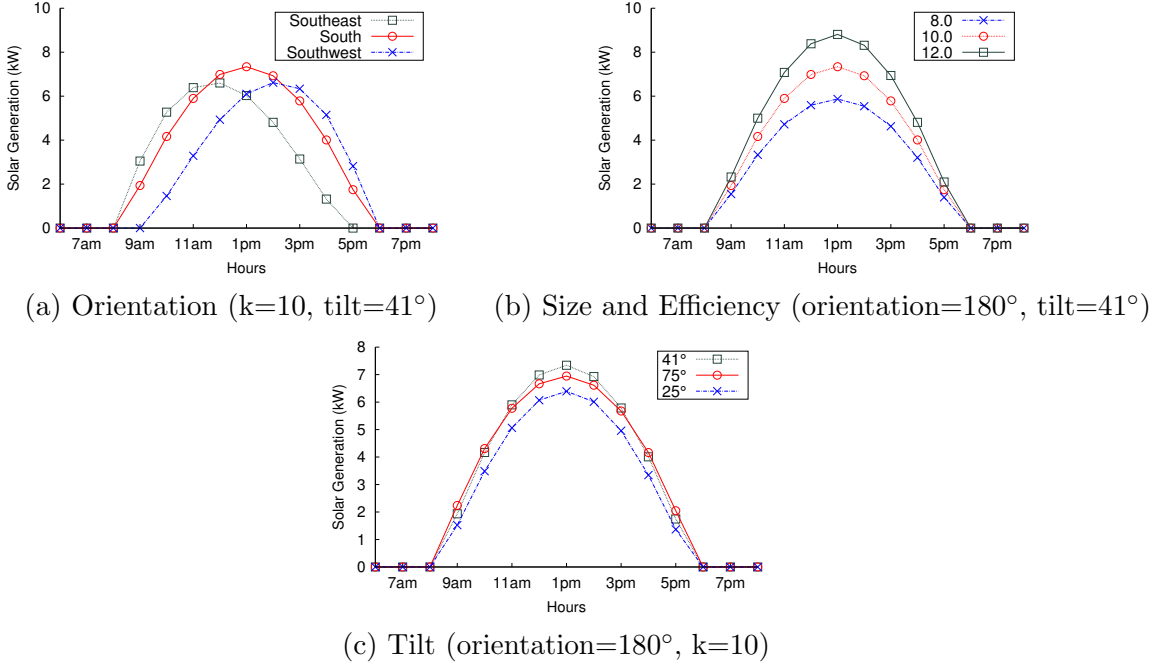 Southeast
South
Southwest
Solar Generation (kW)
10
8
6
4
2
0
7am 9am 11am 1pm 3pm 5pm 7pm
Hours
(a) Orientation (k=10, tilt=41°)
8.0
10.0
12.0
Solar Generation (kW)
10
8
6
4
2
0
7am 9am 11am 1pm 3pm 5pm 7pm
Hours
(b) Size and Efficiency (orientation=180°, tilt=41°)
41°
75°
25°
Solar Generation (kW)
8
7
6
5
4
3
2
1
0
7am 9am 11am 1pm 3pm 5pm 7pm
Hours
(c) Tilt (orientation=180°, k=10)